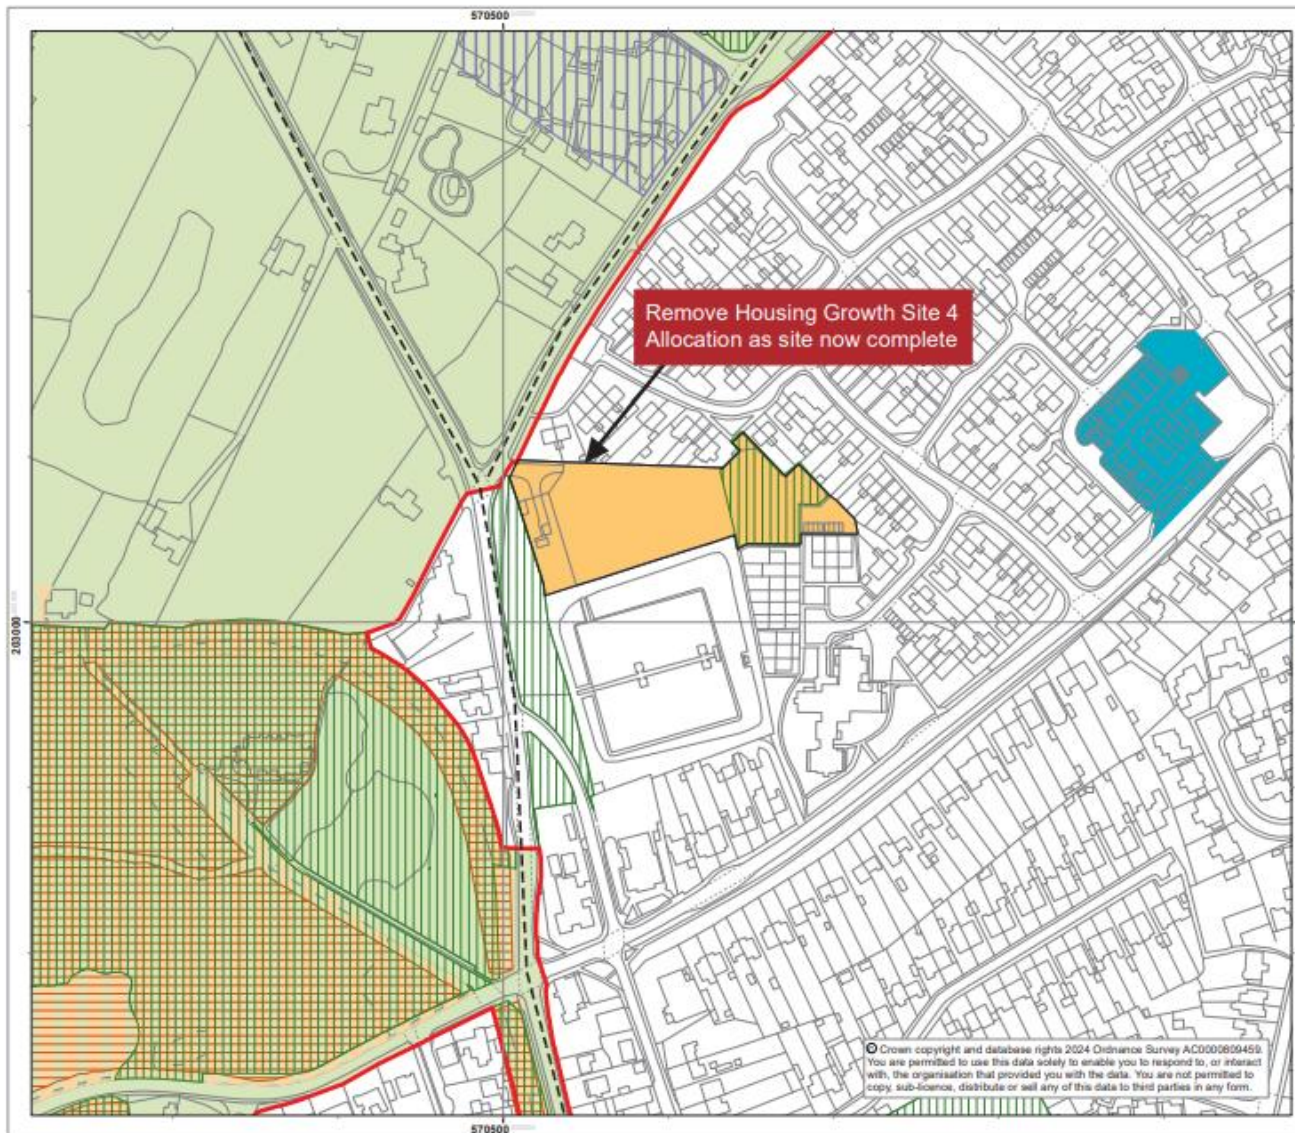 570500
Remove Housing Growth Site 4
Allocation as site now complete
203000
© Crown copyright and database rights 2024 Ordnance Survey AC0000809459.
You are permitted to use this data solely to enable you to respond to, or interact
with, the organisation that provided you with the data. You are not permitted to
copy, sub-licence, distribute or sell any of this data to third parties in any form.
570500